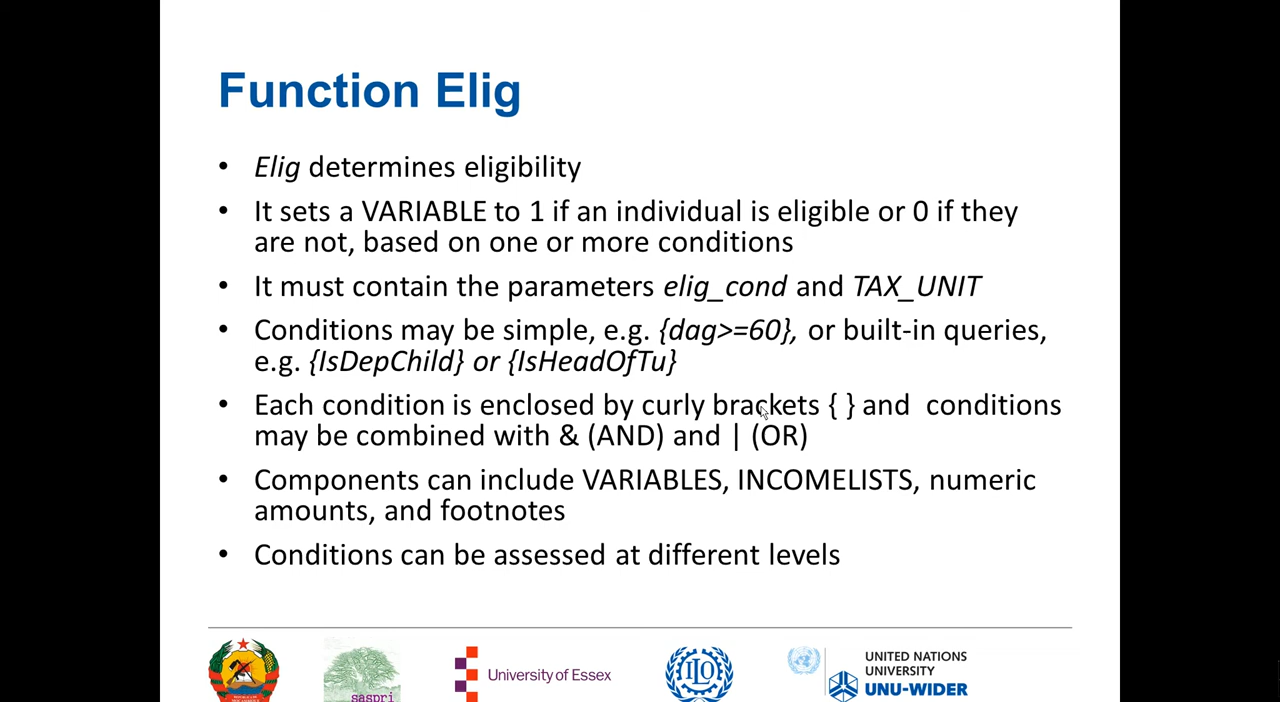 Function Elig
• Elig determines eligibility
• It sets a VARIABLE to 1 if an individual is eligible or 0 if they
are not, based on one or more conditions
• It must contain the parameters elig_cond and TAX_UNIT
• Conditions may be simple, e.g. {dag>=60}, or built-in queries,
e.g. {IsDepChild} or {IsHeadOfTu}
• Each condition is enclosed by curly brackets { } and  conditions
may be combined with & (AND) and | (OR)
• Components can include VARIABLES, INCOMELISTS, numeric
amounts, and footnotes
• Conditions can be assessed at different levels
saspri
University of Essex
ILO
UNITED NATIONS
UNIVERSITY
UNU-WIDER